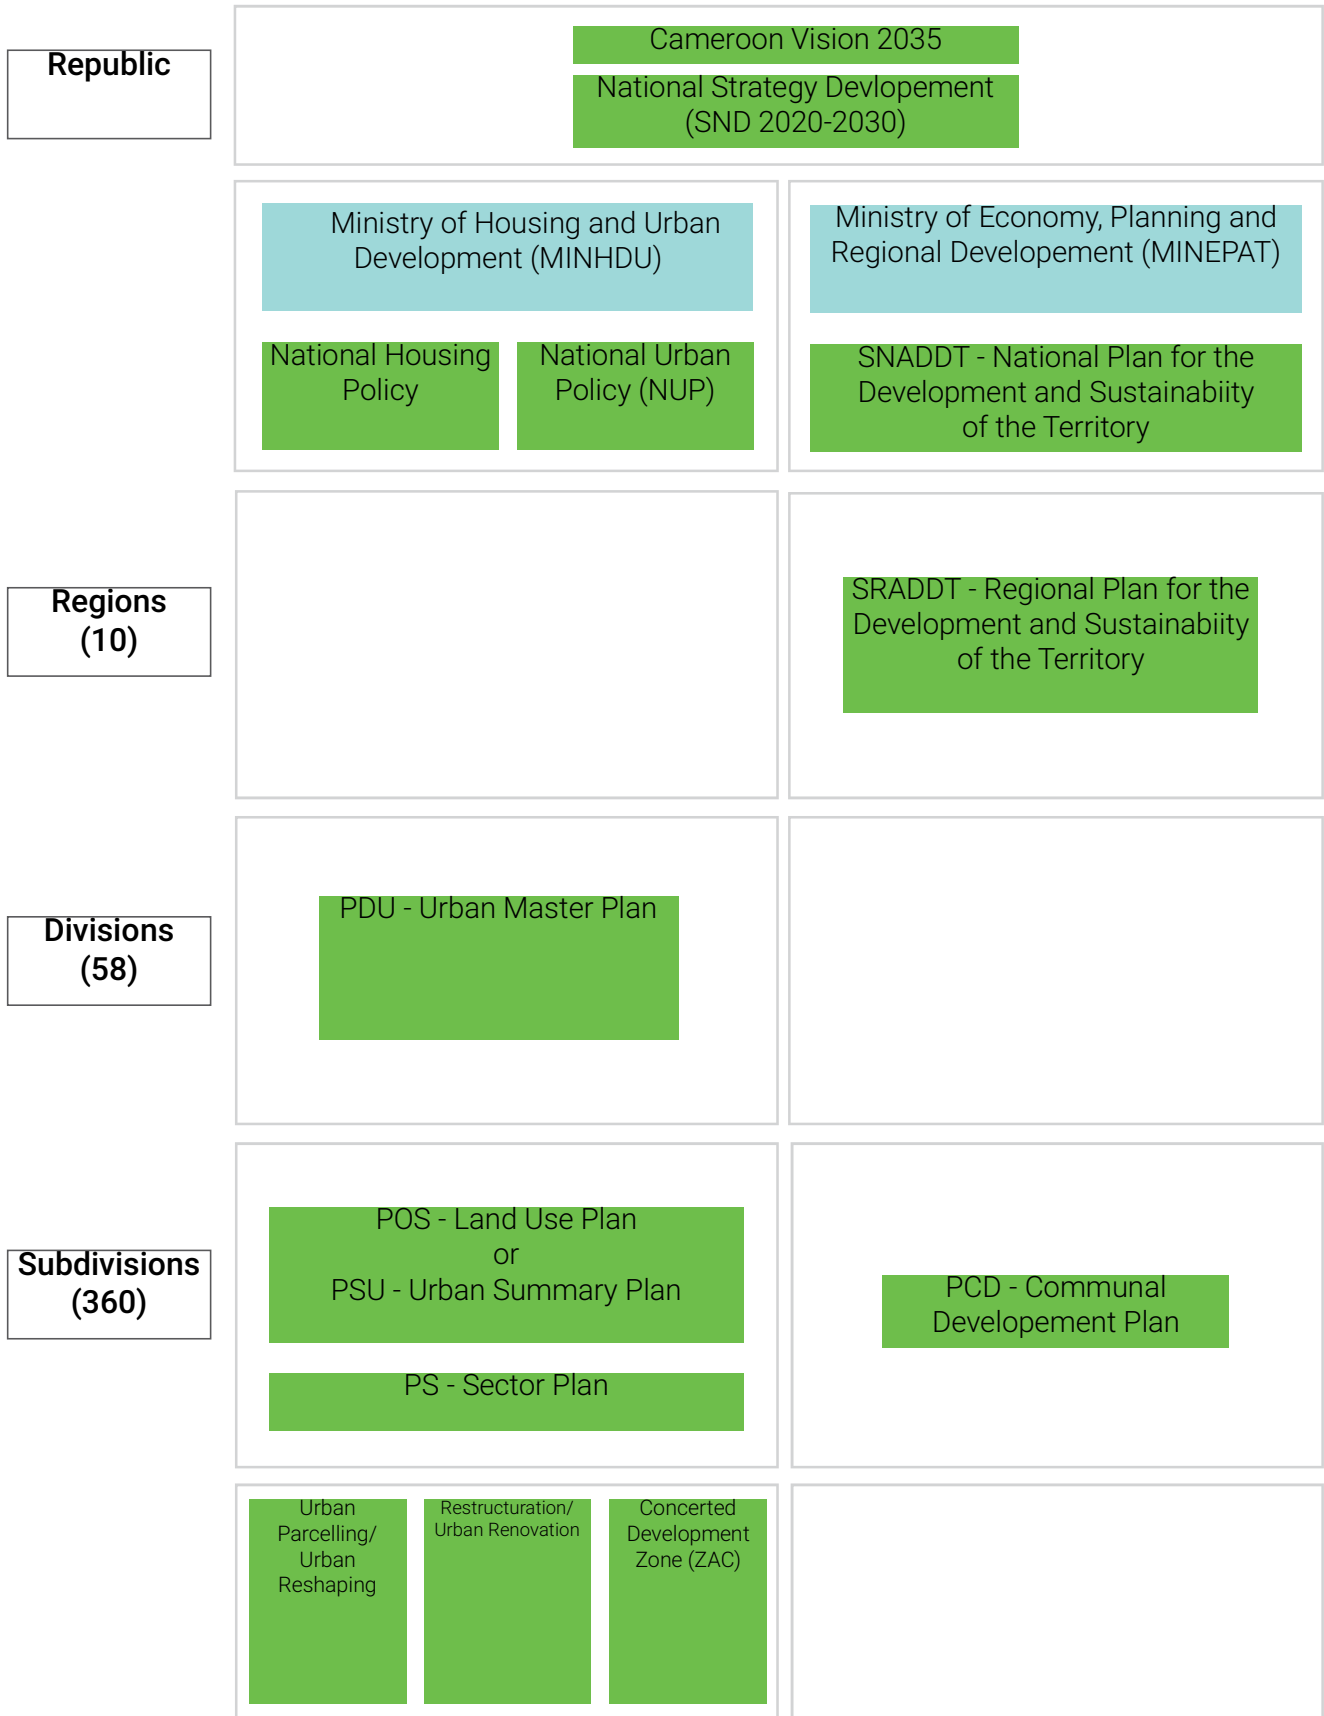 Republic
Cameroon Vision 2035
National Strategy Devlopement
(SND 2020-2030)
Ministry of Housing and Urban
Development (MINHDU)
Ministry of Economy, Planning and
Regional Developement (MINEPAT)
National Housing
Policy
National Urban
Policy (NUP)
SNADDT - National Plan for the
Development and Sustainabiity
of the Territory
Regions
(10)
SRADDT - Regional Plan for the
Development and Sustainabiity
of the Territory
Divisions
(58)
PDU - Urban Master Plan
Subdivisions
(360)
POS - Land Use Plan
or
PSU - Urban Summary Plan
PS - Sector Plan
PCD - Communal
Developement Plan
Urban
Parcelling/
Urban
Reshaping
Restructuration/
Urban Renovation
Concerted
Development
Zone (ZAC)